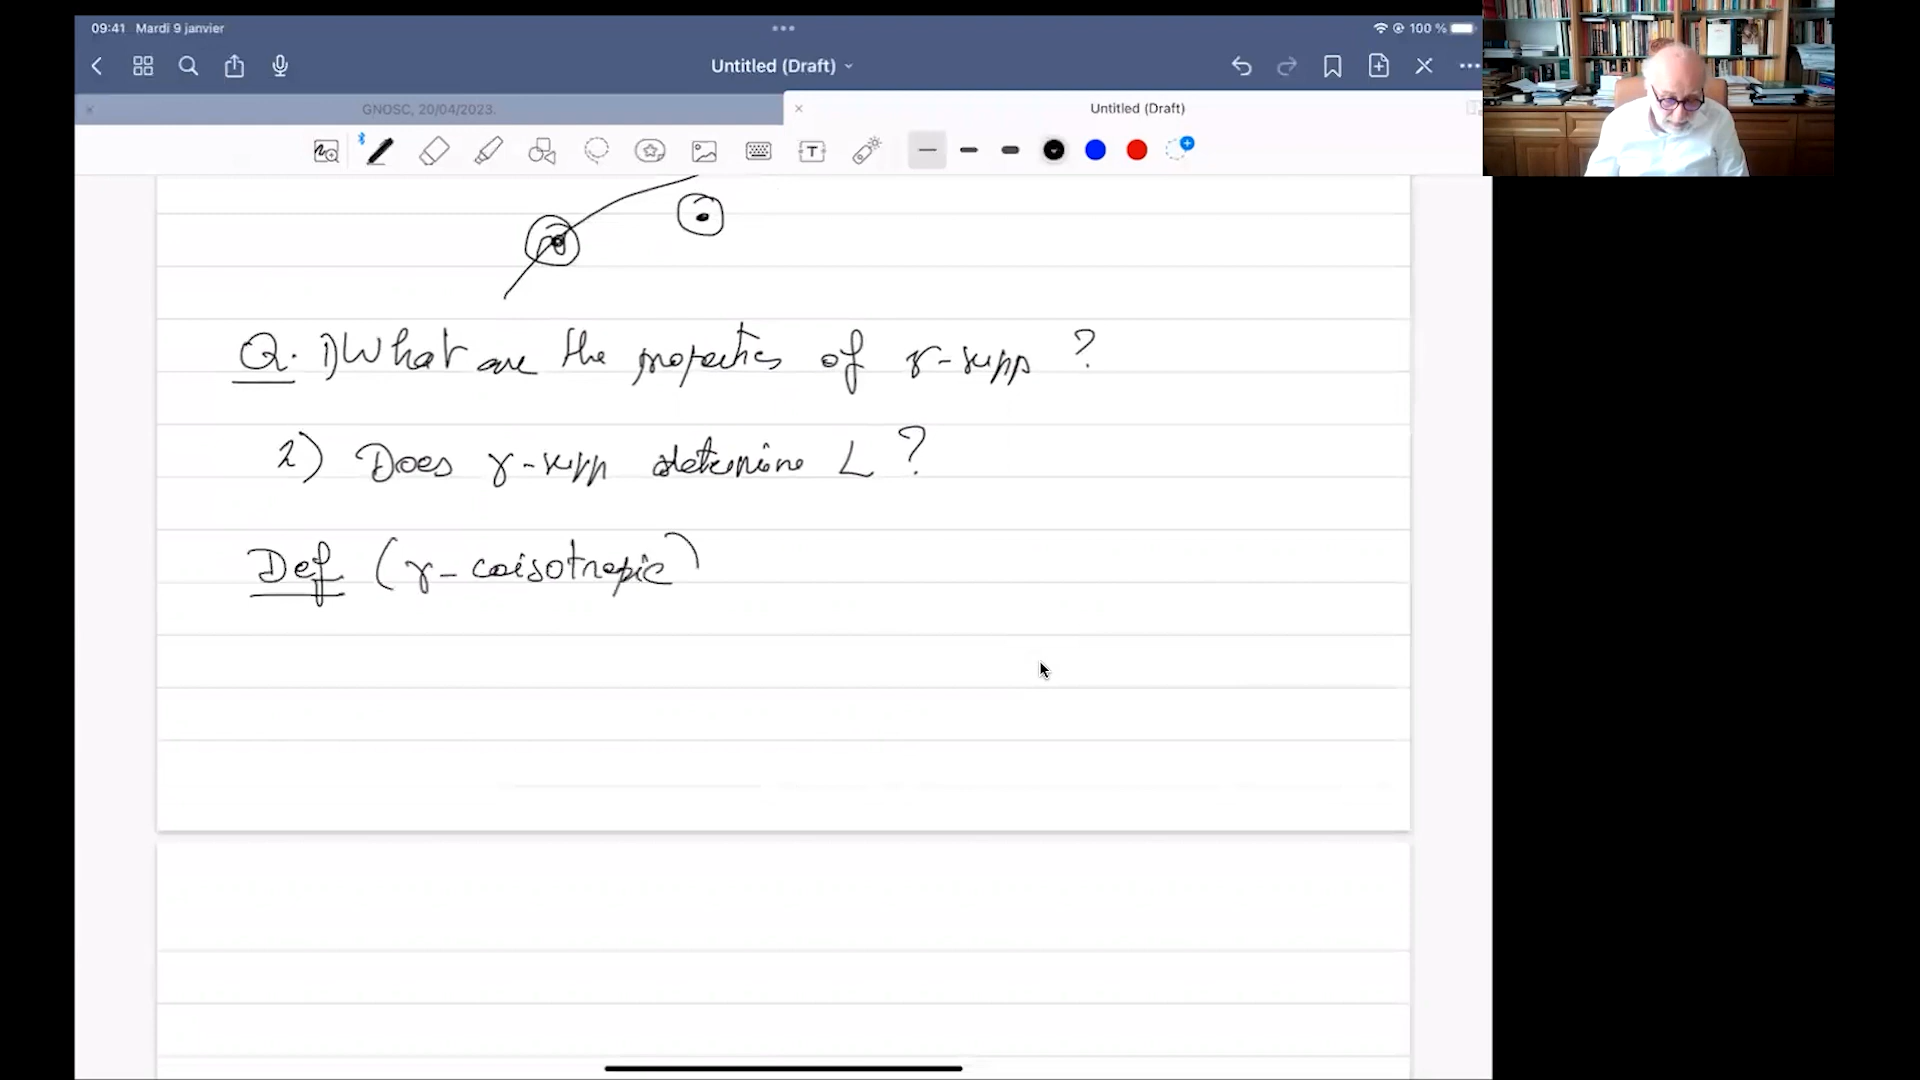 09:41 Mardi 9 janvier
100 %
Untitled (Draft)
GNOSC, 20/04/2023.
Untitled (Draft)
T
Q. 1) What are the properties of γ-supp ?
2) Does γ-supp determine L ?
Def (γ-coisotropic)